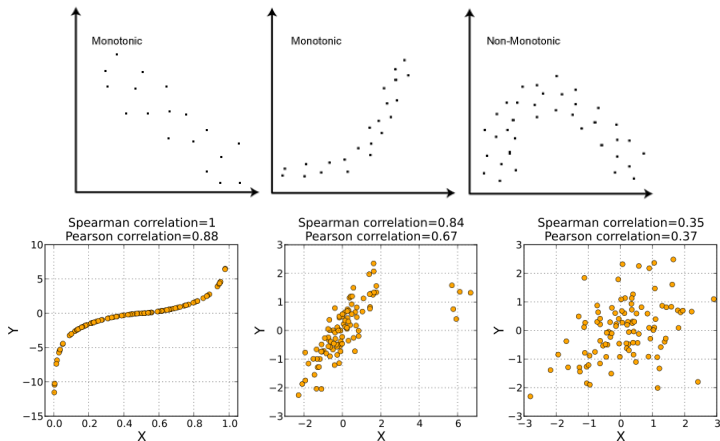 Monotonic
Monotonic
Non-Monotonic
Spearman correlation=1
Pearson correlation=0.88
10
5
0
−5
−10
−15
Y
0.0
0.2
0.4
0.6
0.8
1.0
X
Spearman correlation=0.84
Pearson correlation=0.67
3
2
1
0
−1
−2
−3
Y
−2
0
2
4
6
X
Spearman correlation=0.35
Pearson correlation=0.37
3
2
1
0
−1
−2
−3
Y
−3
−2
−1
0
1
2
3
X